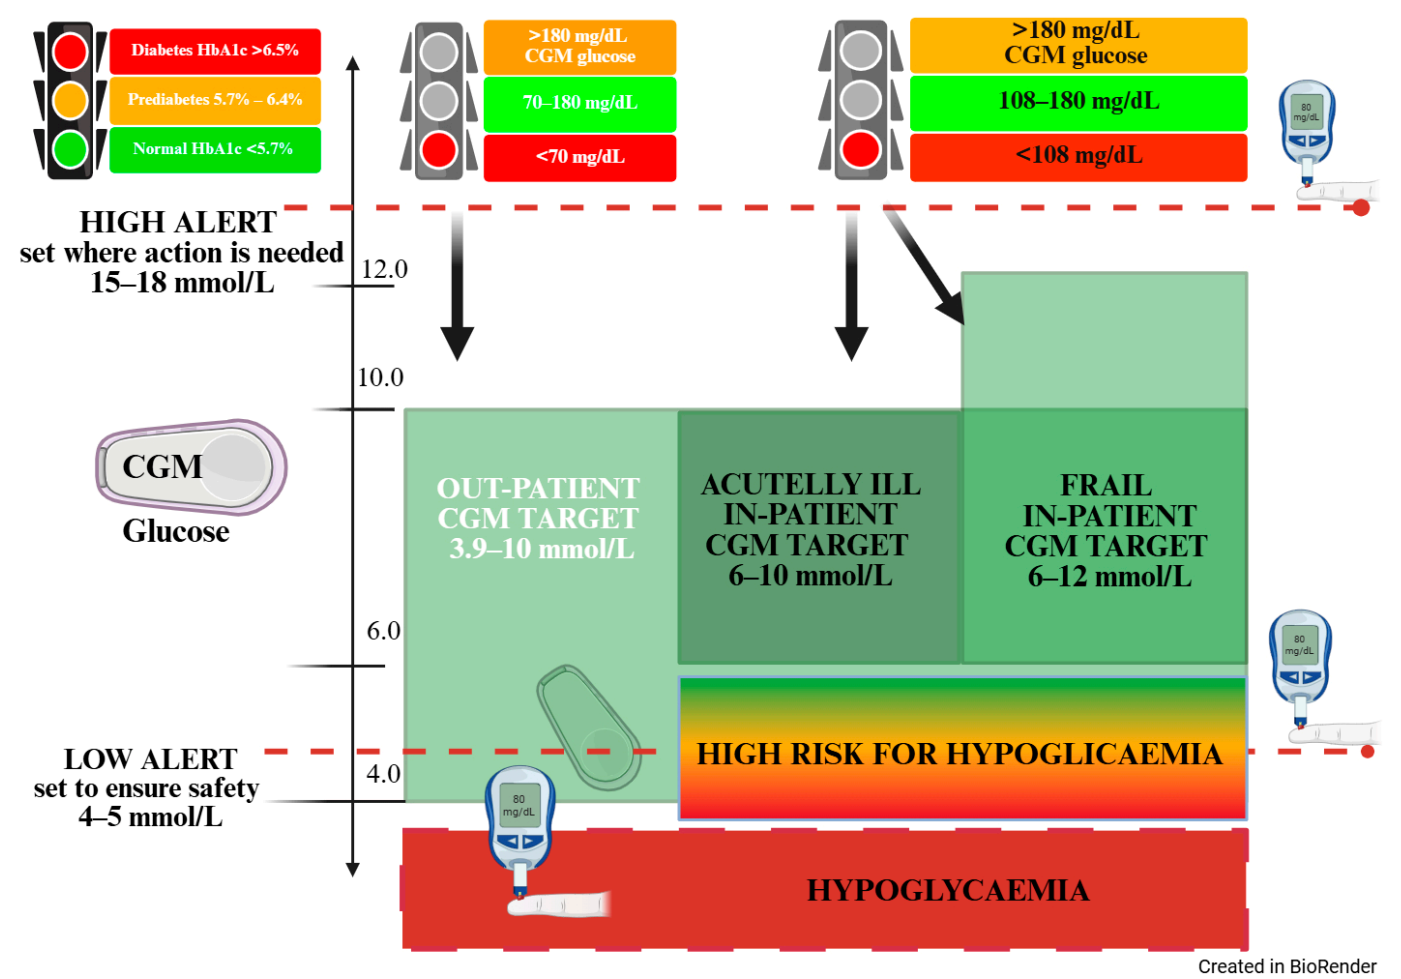 Diabetes HbA1c >6.5%
Prediabetes 5.7% – 6.4%
Normal HbA1c <5.7%
>180 mg/dL
CGM glucose
70–180 mg/dL
<70 mg/dL
>180 mg/dL
CGM glucose
108–180 mg/dL
<108 mg/dL
80
mg/dL
HIGH ALERT
set where action is needed
15–18 mmol/L
12.0
10.0
CGM
Glucose
OUT-PATIENT
CGM TARGET
3.9–10 mmol/L
ACUTELLY ILL
IN-PATIENT
CGM TARGET
6–10 mmol/L
FRAIL
IN-PATIENT
CGM TARGET
6–12 mmol/L
6.0
80
mg/dL
LOW ALERT
set to ensure safety
4–5 mmol/L
4.0
HIGH RISK FOR HYPOGLICAEMIA
80
mg/dL
HYPOGLYCAEMIA
Created in BioRender